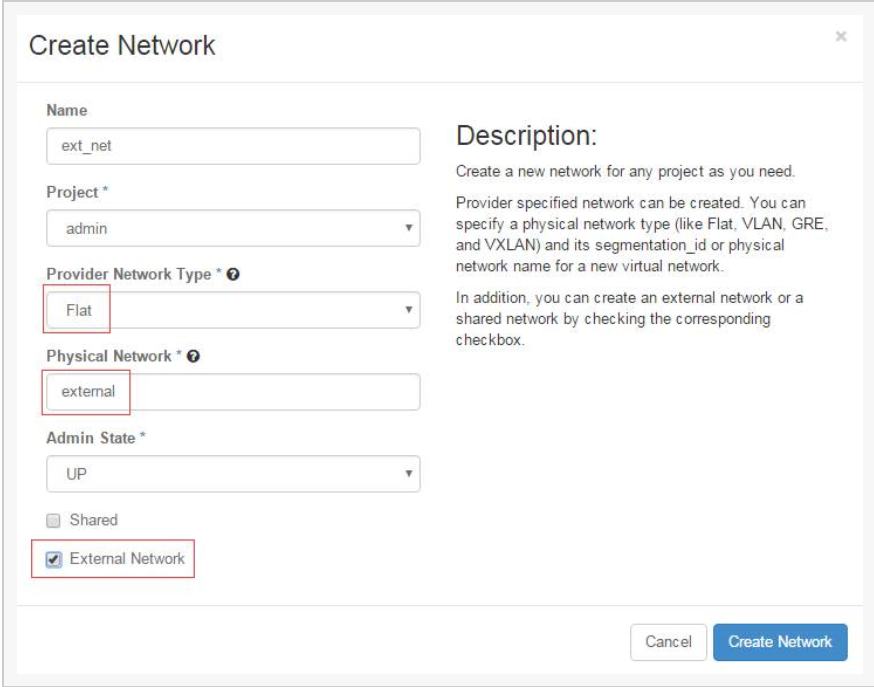 Create Network
×
Name
ext_net
Project *
admin
Provider Network Type *
Flat
Physical Network *
external
Admin State *
UP
Shared
External Network
Description:
Create a new network for any project as you need.
Provider specified network can be created. You can
specify a physical network type (like Flat, VLAN, GRE,
and VXLAN) and its segmentation_id or physical
network name for a new virtual network.
In addition, you can create an external network or a
shared network by checking the corresponding
checkbox.
Cancel
Create Network